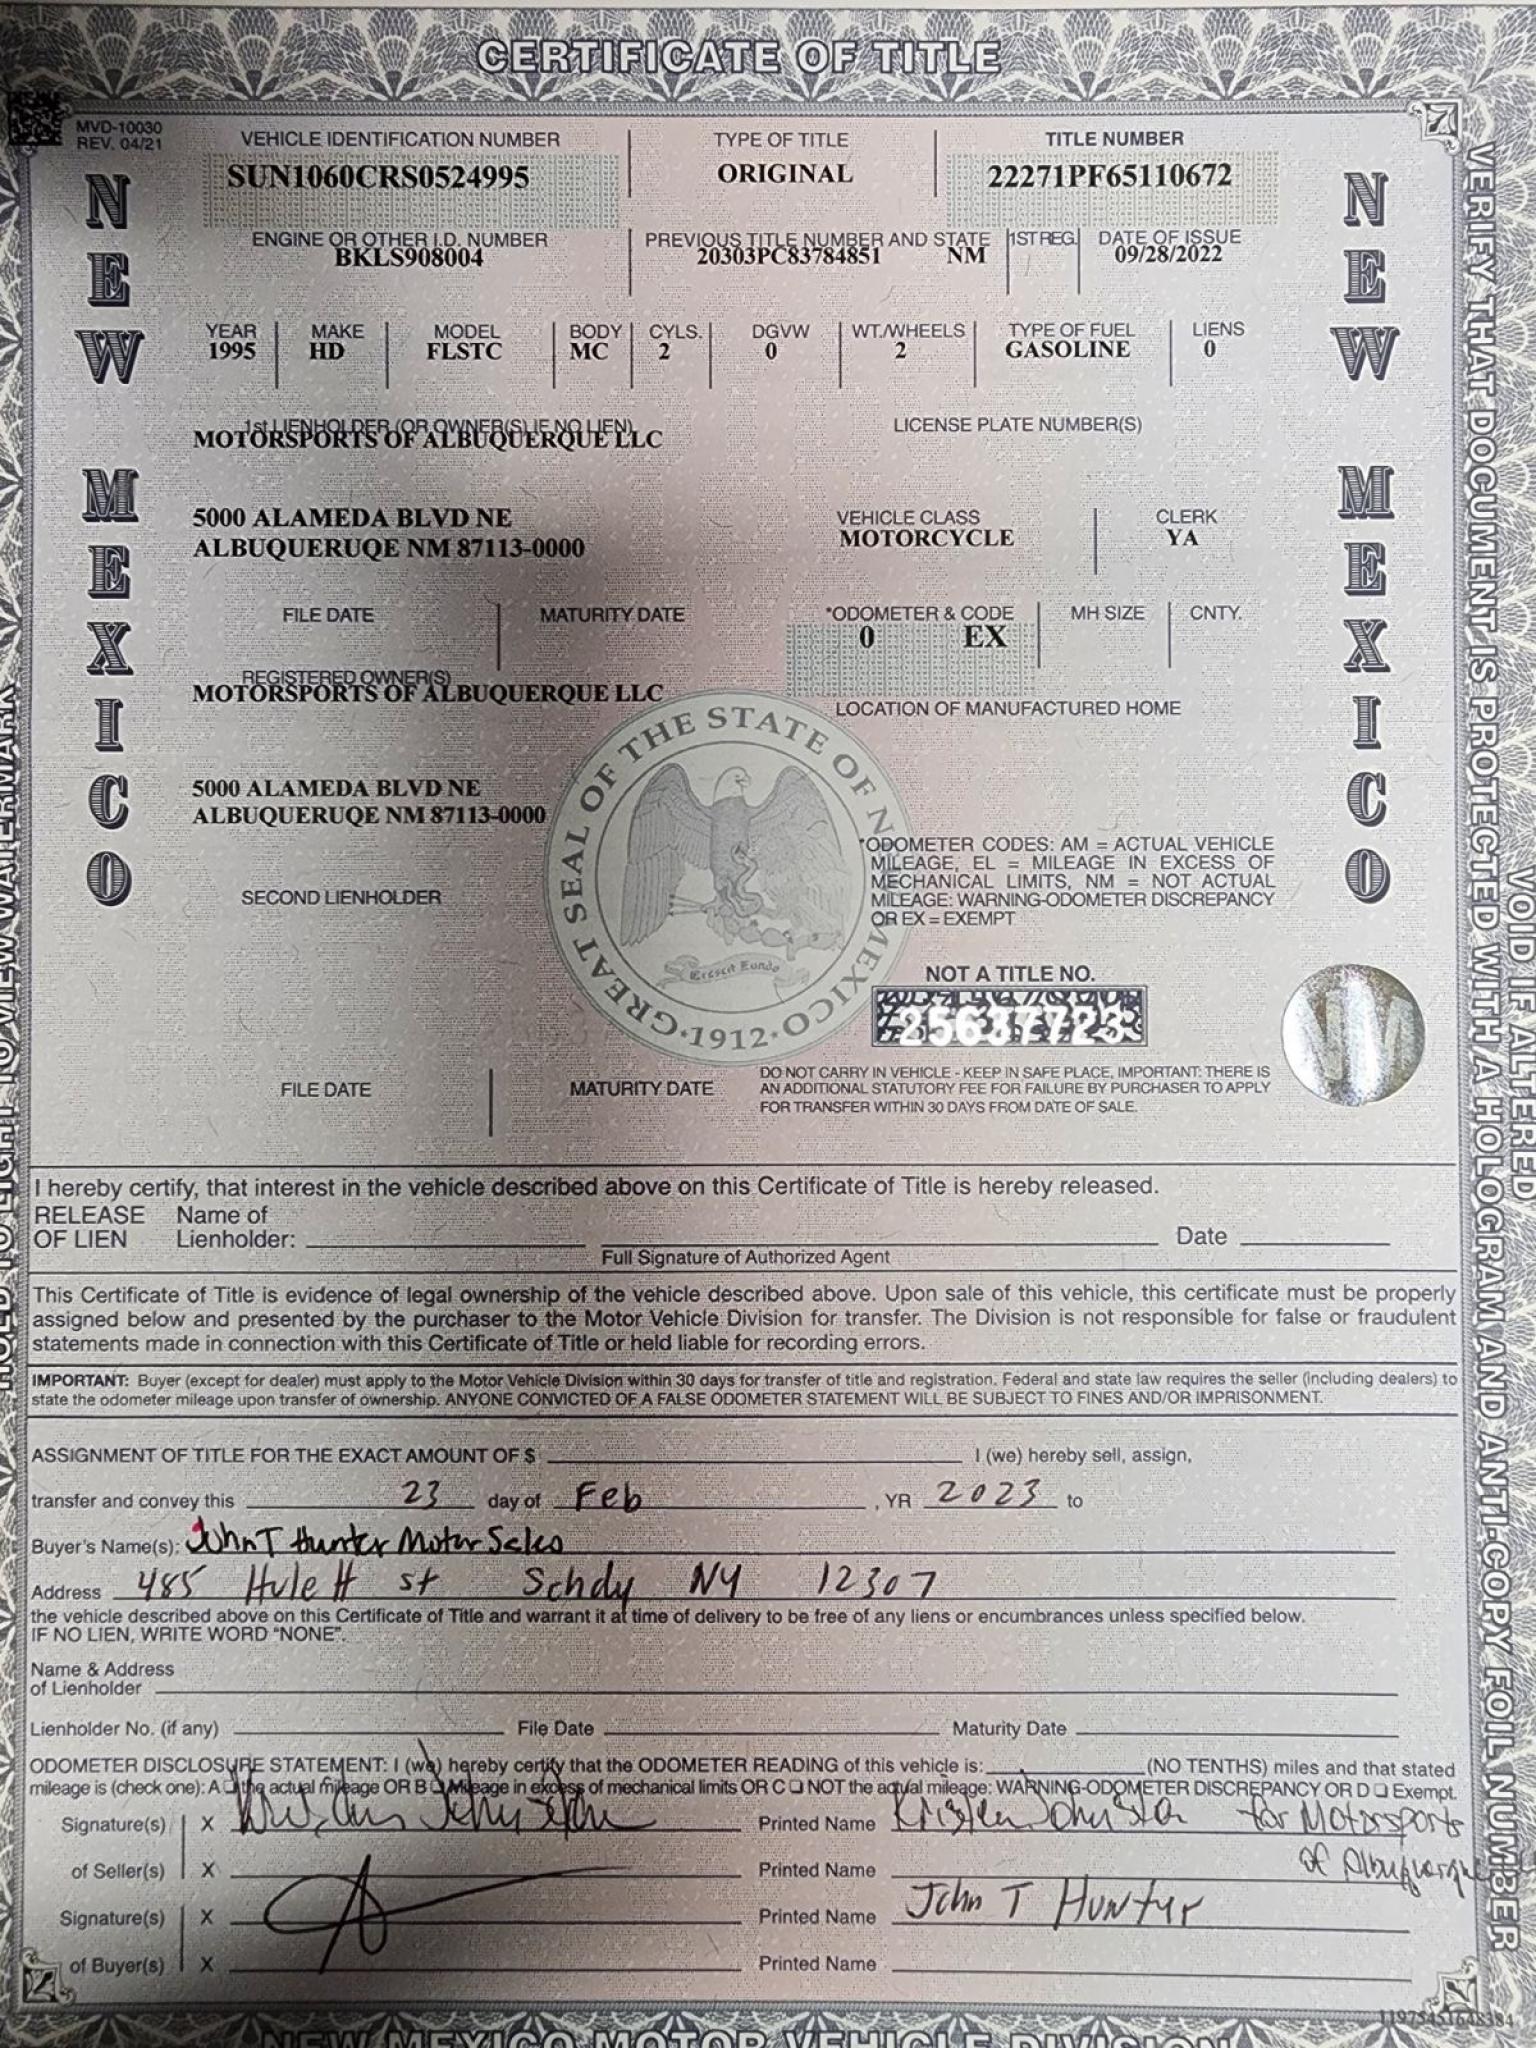 CERTIFICATE OF TITLE
MVD-10030
REV. 04/21
NEW MEXICO
NEW MEXICO
VEHICLE IDENTIFICATION NUMBER TYPE OF TITLE TITLE NUMBER
SUN1060CRS0524995 ORIGINAL 22271PF65110672
ENGINE OR OTHER I.D. NUMBER PREVIOUS TITLE NUMBER AND STATE 1ST REG. DATE OF ISSUE
BKLS908004 20303PC83784851 NM 09/28/2022
YEAR MAKE MODEL BODY CYLS. DGVW WT./WHEELS TYPE OF FUEL LIENS
1995 HD FLSTC MC 2 0 2 GASOLINE 0
1st LIENHOLDER (OR OWNER(S) IF NO LIEN) LICENSE PLATE NUMBER(S)
MOTORSPORTS OF ALBUQUERQUE LLC
5000 ALAMEDA BLVD NE VEHICLE CLASS CLERK
ALBUQUERUQE NM 87113-0000 MOTORCYCLE YA
FILE DATE MATURITY DATE *ODOMETER & CODE MH SIZE CNTY.
0 EX
REGISTERED OWNER(S)
MOTORSPORTS OF ALBUQUERQUE LLC
LOCATION OF MANUFACTURED HOME
5000 ALAMEDA BLVD NE
ALBUQUERUQE NM 87113-0000
GREAT SEAL OF THE STATE OF NEW MEXICO
Crescit Eundo
·1912·
*ODOMETER CODES: AM = ACTUAL VEHICLE
MILEAGE, EL = MILEAGE IN EXCESS OF
MECHANICAL LIMITS, NM = NOT ACTUAL
MILEAGE: WARNING-ODOMETER DISCREPANCY
OR EX = EXEMPT
SECOND LIENHOLDER
NOT A TITLE NO.
25637723
FILE DATE MATURITY DATE
DO NOT CARRY IN VEHICLE - KEEP IN SAFE PLACE, IMPORTANT: THERE IS
AN ADDITIONAL STATUTORY FEE FOR FAILURE BY PURCHASER TO APPLY
FOR TRANSFER WITHIN 30 DAYS FROM DATE OF SALE.
I hereby certify, that interest in the vehicle described above on this Certificate of Title is hereby released.
RELEASE Name of
OF LIEN Lienholder: Date
Full Signature of Authorized Agent
This Certificate of Title is evidence of legal ownership of the vehicle described above. Upon sale of this vehicle, this certificate must be properly
assigned below and presented by the purchaser to the Motor Vehicle Division for transfer. The Division is not responsible for false or fraudulent
statements made in connection with this Certificate of Title or held liable for recording errors.
IMPORTANT: Buyer (except for dealer) must apply to the Motor Vehicle Division within 30 days for transfer of title and registration. Federal and state law requires the seller (including dealers) to
state the odometer mileage upon transfer of ownership. ANYONE CONVICTED OF A FALSE ODOMETER STATEMENT WILL BE SUBJECT TO FINES AND/OR IMPRISONMENT.
ASSIGNMENT OF TITLE FOR THE EXACT AMOUNT OF $ I (we) hereby sell, assign,
transfer and convey this 23 day of Feb , YR 2023 to
Buyer's Name(s): John T Hunter Motor Sales
Address 485 Hulett St Schdy NY 12307
the vehicle described above on this Certificate of Title and warrant it at time of delivery to be free of any liens or encumbrances unless specified below.
IF NO LIEN, WRITE WORD "NONE".
Name & Address
of Lienholder
Lienholder No. (if any) File Date Maturity Date
ODOMETER DISCLOSURE STATEMENT: I (we) hereby certify that the ODOMETER READING of this vehicle is: (NO TENTHS) miles and that stated
mileage is (check one): A☐ the actual mileage OR B☐ Mileage in excess of mechanical limits OR C☐ NOT the actual mileage: WARNING-ODOMETER DISCREPANCY OR D☐ Exempt.
Signature(s) X Printed Name Kristen Johnston for Motorsports
of Seller(s) X Printed Name of Albuquerque
Signature(s) X Printed Name John T Hunter
of Buyer(s) X Printed Name
11975451648384
NEW MEXICO MOTOR VEHICLE DIVISION
HOLD TO LIGHT TO VIEW WATERMARK
VERIFY THAT DOCUMENT IS PROTECTED WITH A HOLOGRAM AND ANTI-COPY FOIL NUMBER
VOID IF ALTERED